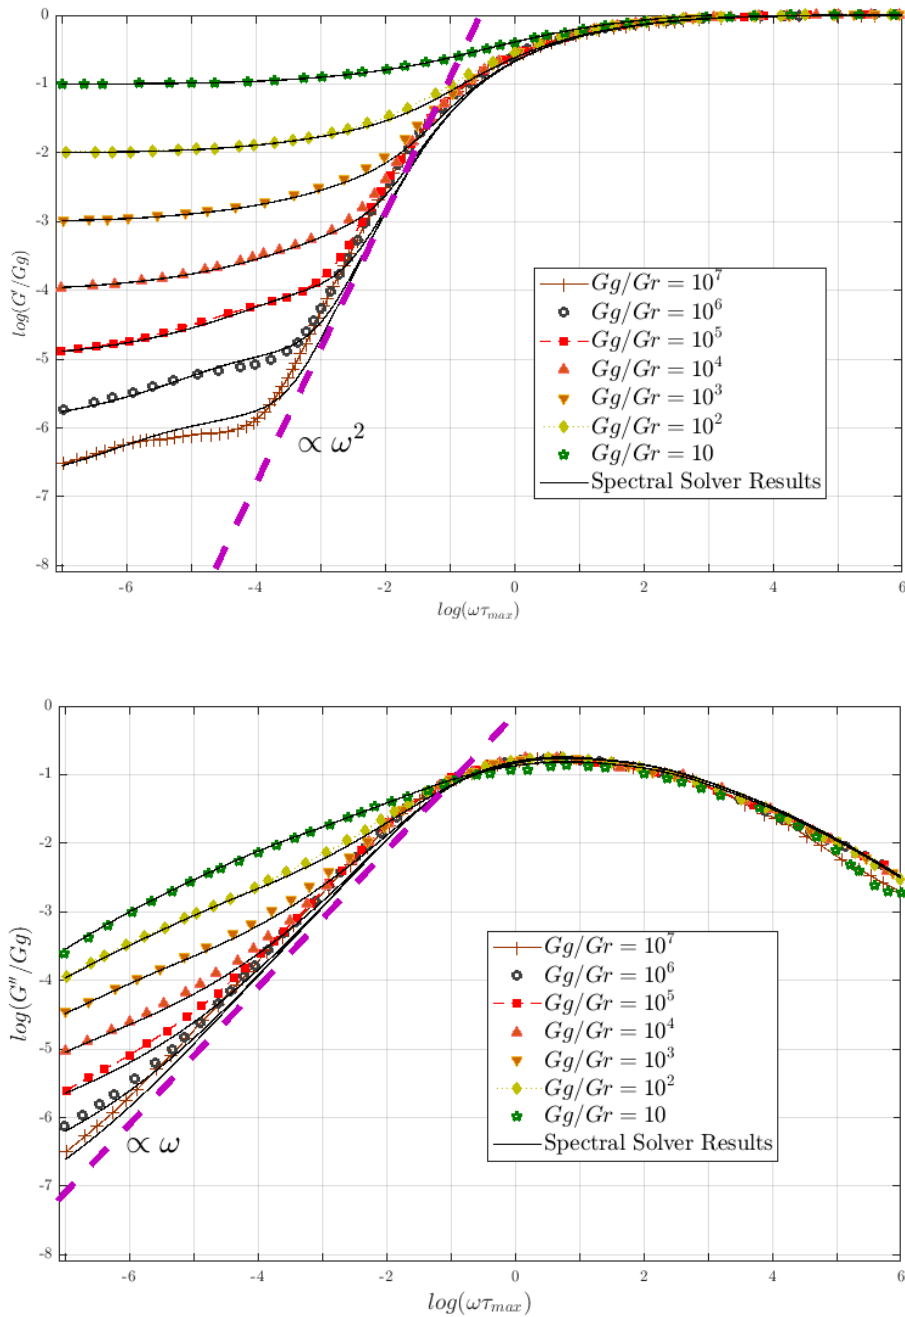 0
-1
-2
-3
-4
-5
-6
-7
-8
log(G′/Gg)
∝ ω²
Gg/Gr = 10⁷
Gg/Gr = 10⁶
Gg/Gr = 10⁵
Gg/Gr = 10⁴
Gg/Gr = 10³
Gg/Gr = 10²
Gg/Gr = 10
Spectral Solver Results
-6 -4 -2 0 2 4 6
log(ωτ_max)
0
-1
-2
-3
-4
-5
-6
-7
-8
log(G″/Gg)
Gg/Gr = 10⁷
Gg/Gr = 10⁶
Gg/Gr = 10⁵
Gg/Gr = 10⁴
Gg/Gr = 10³
Gg/Gr = 10²
Gg/Gr = 10
Spectral Solver Results
∝ ω
-6 -4 -2 0 2 4 6
log(ωτ_max)